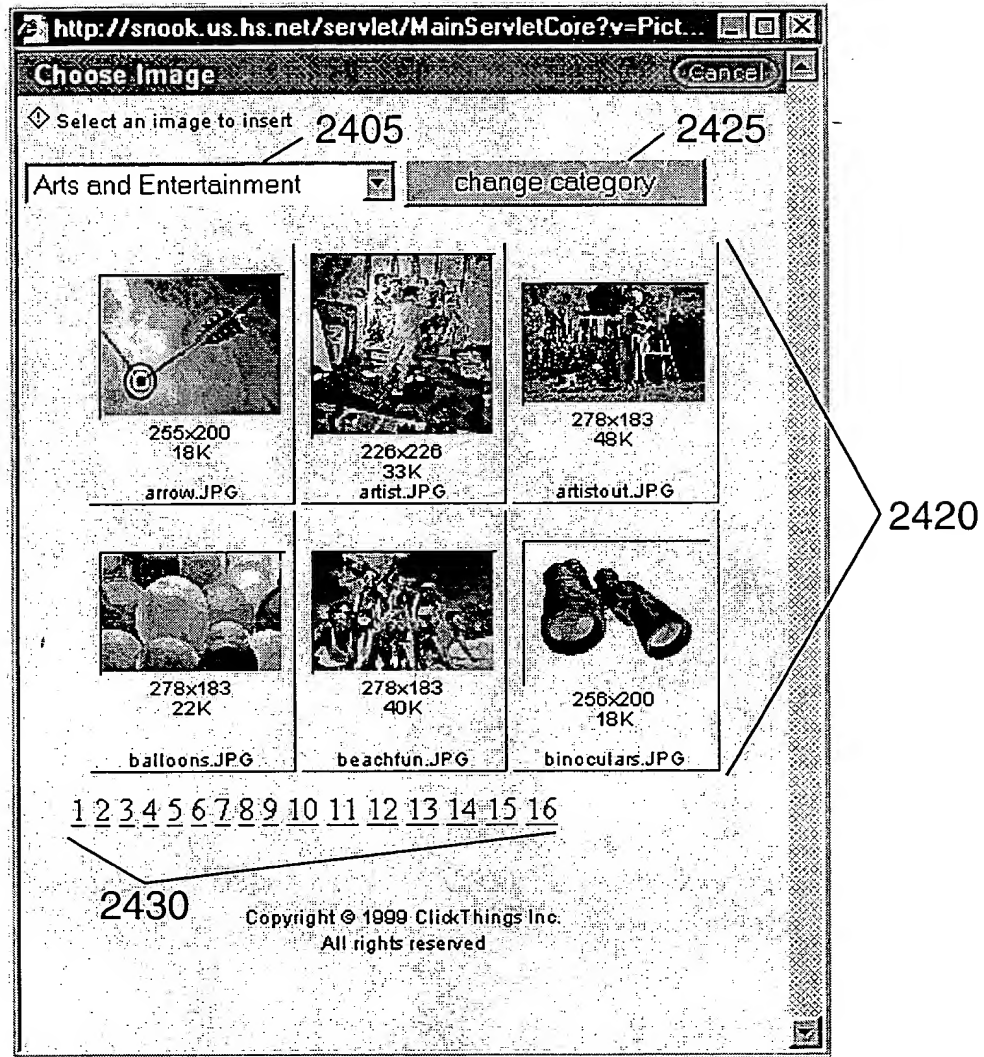 http://snook.us.hs.net/servlet/MainServletCore?v=Pict...
Choose Image
Cancel
Select an image to insert
2405
2425
Arts and Entertainment
change category
255x200
18K
arrow.JPG
226x226
33K
artist.JPG
278x183
48K
artistout.JPG
2420
278x183
22K
balloons.JPG
278x183
40K
beachfun.JPG
256x200
18K
binoculars.JPG
1 2 3 4 5 6 7 8 9 10 11 12 13 14 15 16
2430
Copyright © 1999 ClickThings Inc.
All rights reserved